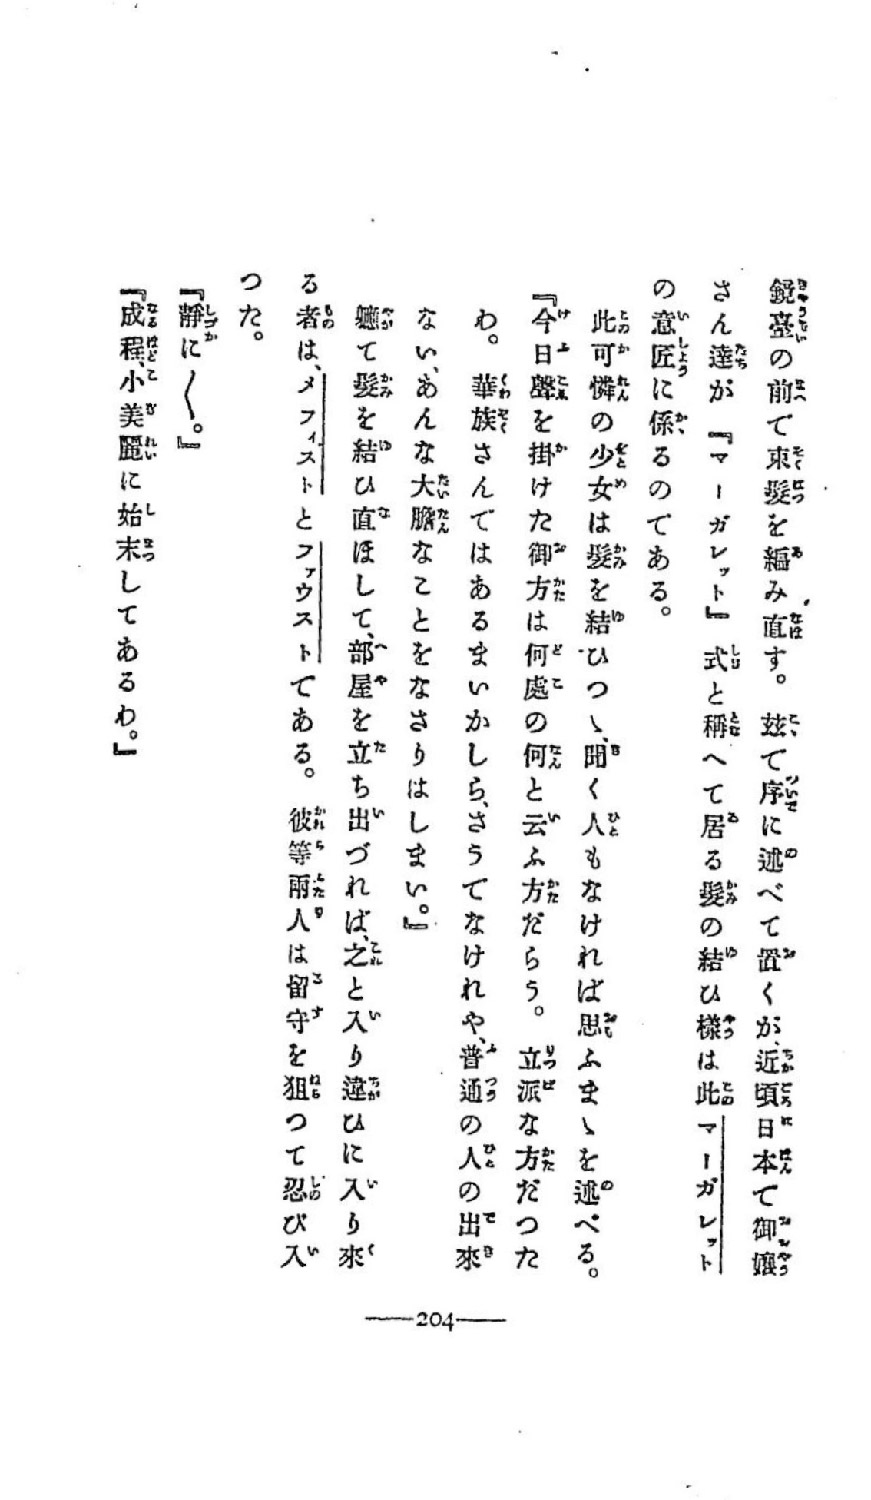 鏡臺の前で束髮を編み直す。玆で序に述べて置くが、近頃日本で御孃
さん達が『マーガレット』式と稱へて居る髮の結ひ樣は此マーガレット
の意匠に係るのである。
此可憐の少女は髮を結ひつゝ、聞く人もなければ思ふまゝを述べる。
『今日聲を掛けた御方は何處の何と云ふ方だらう。立派な方だつた
わ。華族さんではあるまいかしら、さうでなけれや、普通の人の出來
ない、あんな大膽なことをなさりはしまい。』
軈て髮を結ひ直ほして、部屋を立ち出づれば、之と入り違ひに入り來
る者は、メフィストとファウストである。彼等兩人は留守を狙つて忍び入
つた。
『靜に〳〵。』
『成程、小美麗に始末してあるわ。』
204